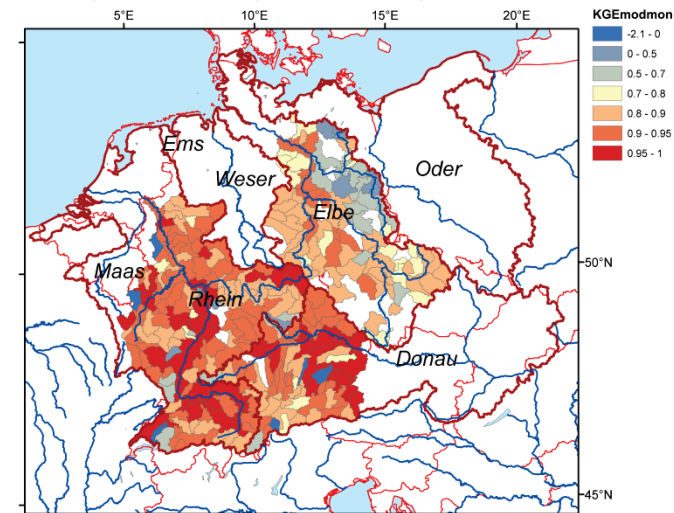 5°E 10°E 15°E 20°E
KGEmodmon
-2.1 - 0
0 - 0.5
0.5 - 0.7
0.7 - 0.8
0.8 - 0.9
0.9 - 0.95
0.95 - 1
Ems
Weser
Oder
Elbe
50°N
Maas
Rhein
Donau
45°N